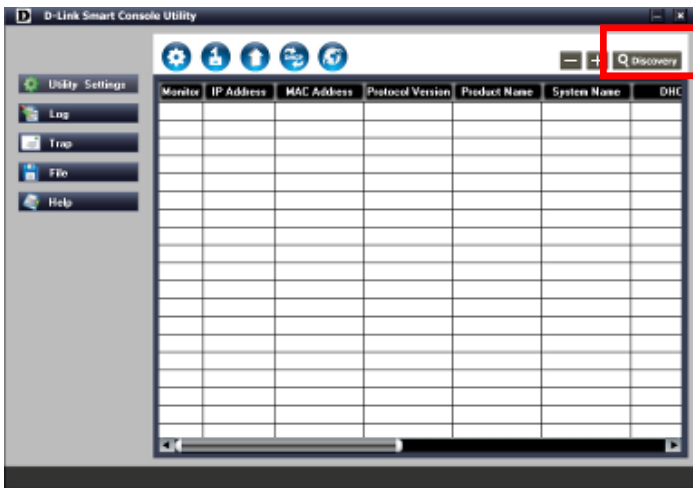 D D-Link Smart Console Utility
DHCP
Discovery
Utility Settings
Monitor IP Address MAC Address Protocol Version Product Name System Name DHC
Log
Trap
File
Help